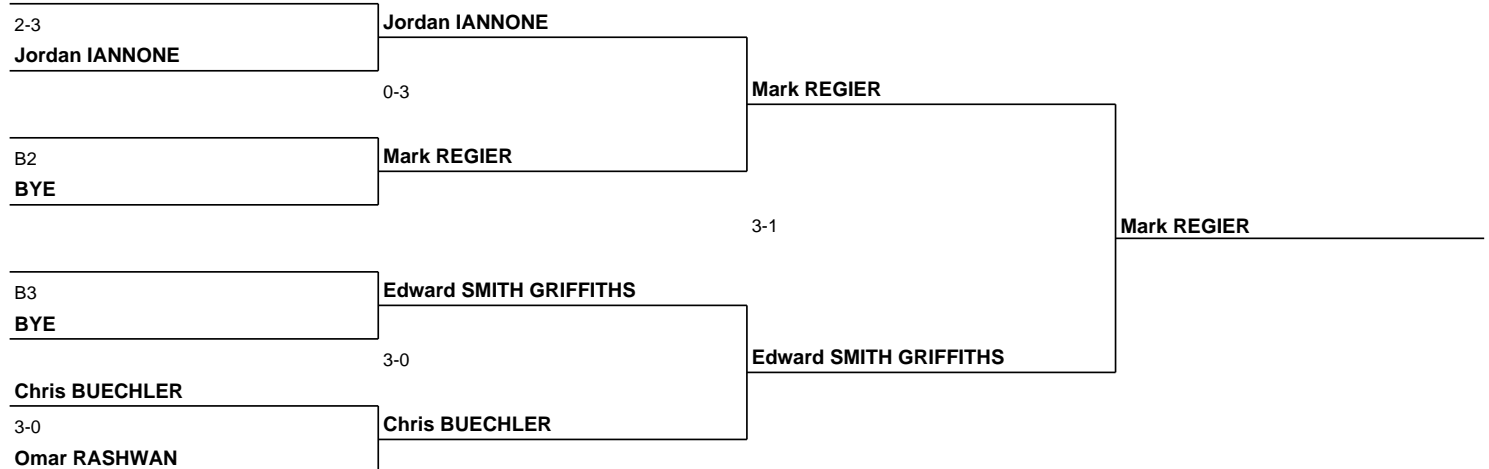 2-3
Jordan IANNONE
Jordan IANNONE
0-3
Mark REGIER
B2
BYE
Mark REGIER
3-1
Mark REGIER
B3
BYE
Edward SMITH GRIFFITHS
3-0
Edward SMITH GRIFFITHS
Chris BUECHLER
3-0
Omar RASHWAN
Chris BUECHLER